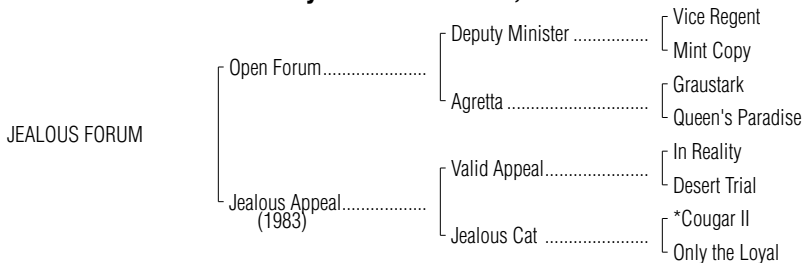 Vice Regent
Deputy Minister ................
Mint Copy
Open Forum......................
Graustark
Agretta ..............................
Queen's Paradise
JEALOUS FORUM
In Reality
Valid Appeal......................
Desert Trial
Jealous Appeal..................
(1983)
*Cougar II
Jealous Cat ......................
Only the Loyal